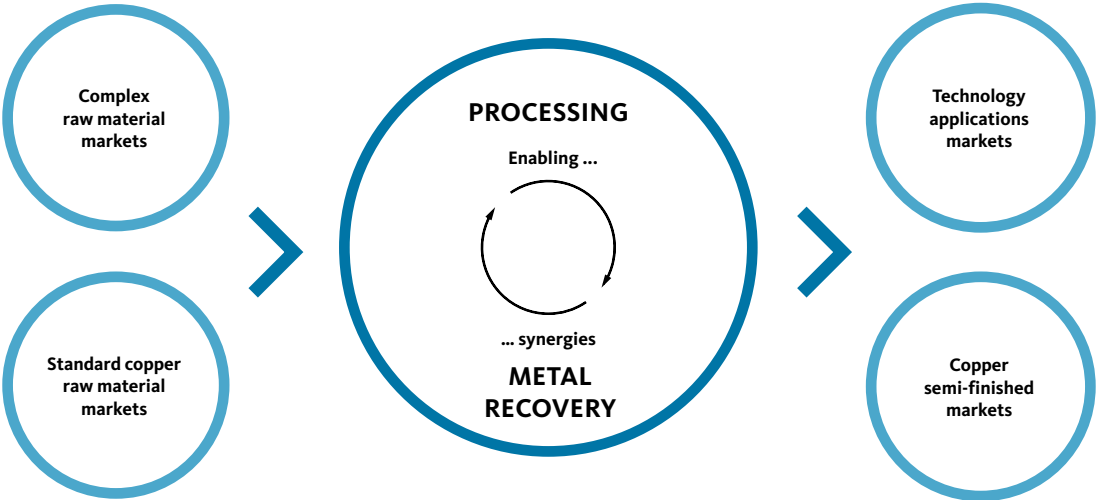 Complex
raw material
markets
Standard copper
raw material
markets
PROCESSING
Enabling ...
... synergies
METAL
RECOVERY
Technology
applications
markets
Copper
semi-finished
markets